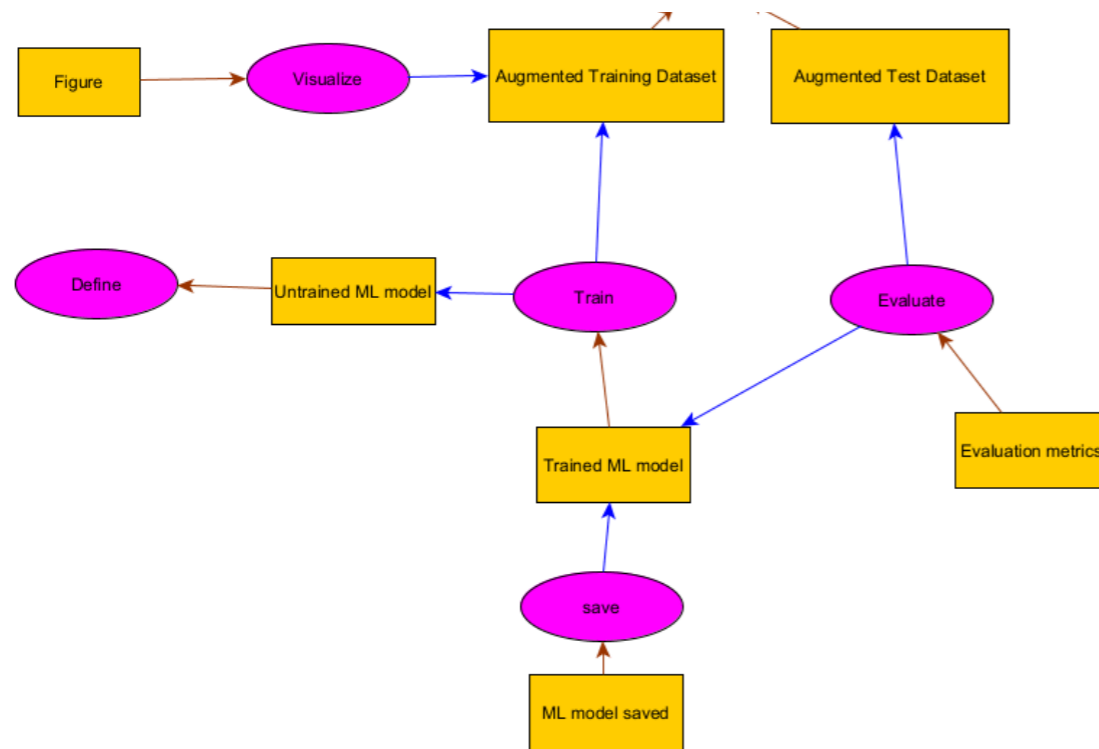 Figure
Visualize
Augmented Training Dataset
Augmented Test Dataset
Define
Untrained ML model
Train
Evaluate
Trained ML model
Evaluation metrics
save
ML model saved